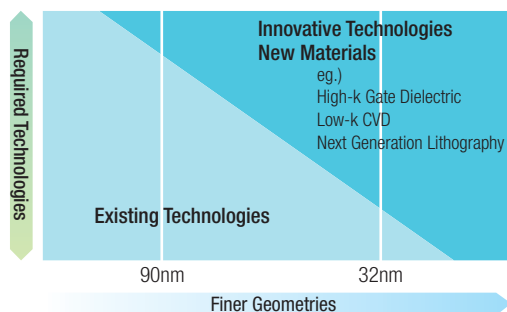 Required Technologies
Innovative Technologies
New Materials
eg.)
High-k Gate Dielectric
Low-k CVD
Next Generation Lithography
Existing Technologies
90nm
32nm
Finer Geometries